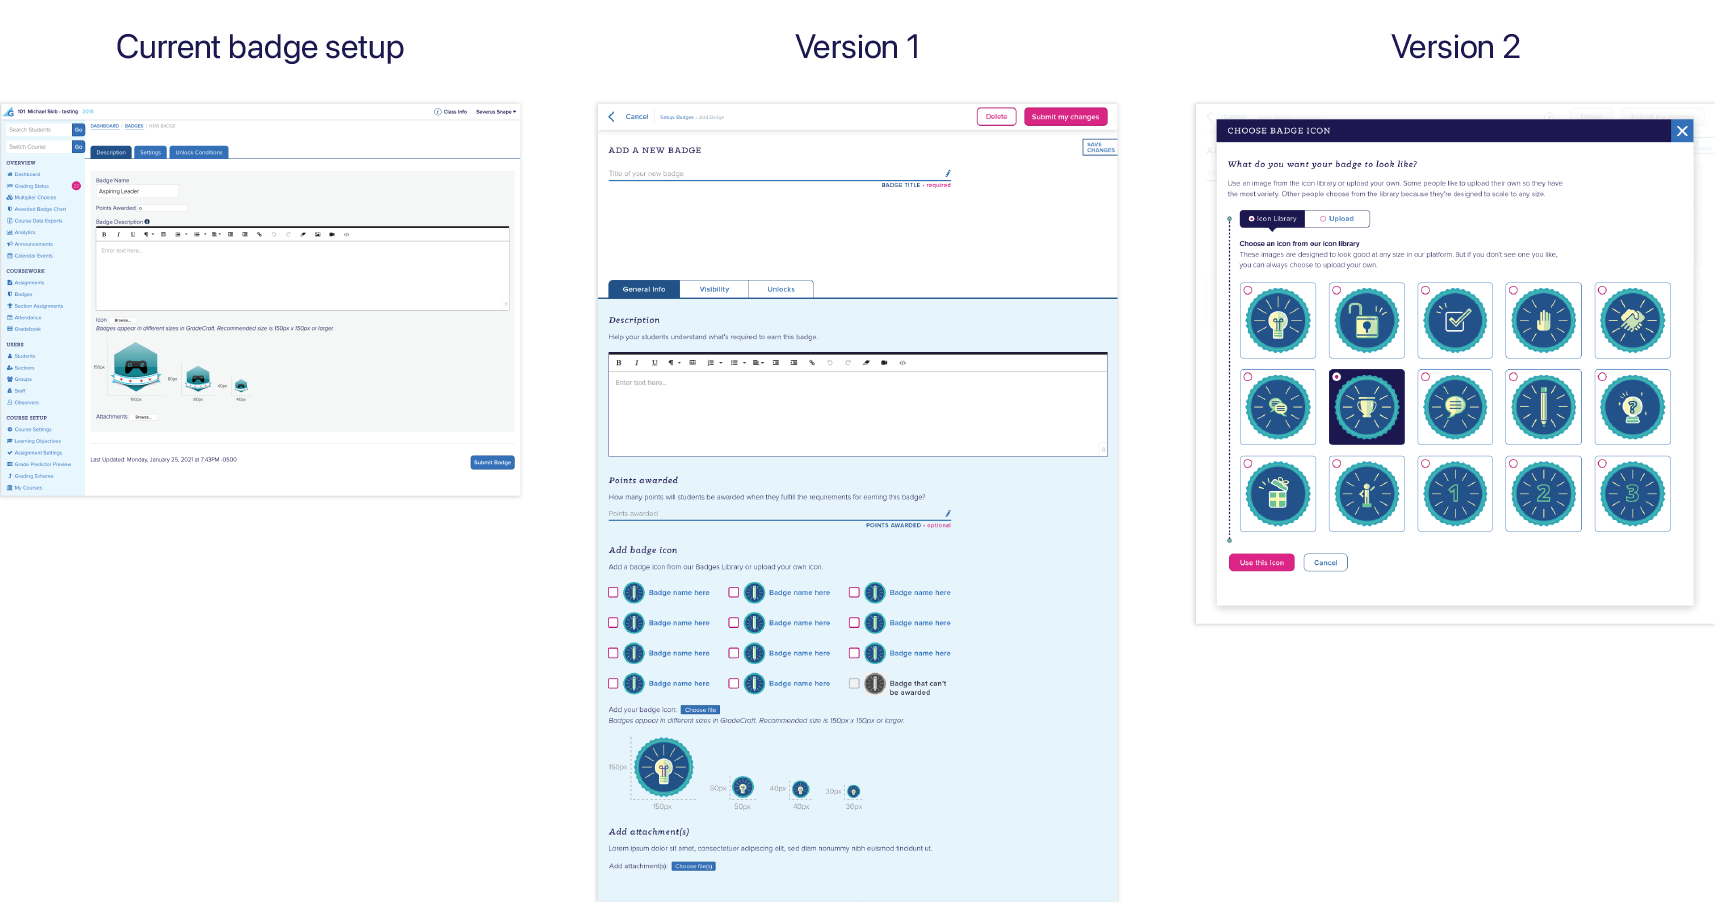 Current badge setup
101 Michael Skib - testing 2018
Class Info
Severus Snape
Search Students
Go
Switch Course
Go
OVERVIEW
Dashboard
Grading Status
Multiplier Choices
Awarded Badge Chart
Course Data Exports
Analytics
Announcements
Calendar Events
COURSEWORK
Assignments
Badges
Section Assignments
Attendance
Gradebook
USERS
Students
Sections
Groups
Staff
Observers
COURSE SETUP
Course Settings
Learning Objectives
Assignment Settings
Grade Predictor Preview
Grading Scheme
My Courses
DASHBOARD / BADGES / NEW BADGE
Description
Settings
Unlock Conditions
Badge Name
Aspiring Leader
Points Awarded 0
Badge Description
B I U
Enter text here...
Icon Browse...
Badges appear in different sizes in GradeCraft. Recommended size is 150px x 150px or larger.
150px
80px
40px
150px
80px
40px
Attachments Browse...
Last Updated: Monday, January 25, 2021 at 7:43PM -0500
Submit Badge
Version 1
Cancel
Setup: Badges > Add Badge
Delete
Submit my changes
ADD A NEW BADGE
SAVE
CHANGES
Title of your new badge
BADGE TITLE • required
General Info
Visibility
Unlocks
Description
Help your students understand what's required to earn this badge.
B I U
Enter text here...
Points awarded
How many points will students be awarded when they fulfill the requirements for earning this badge?
Points awarded
POINTS AWARDED • optional
Add badge icon
Add a badge icon from our Badges Library or upload your own icon.
Badge name here
Badge name here
Badge name here
Badge name here
Badge name here
Badge name here
Badge name here
Badge name here
Badge name here
Badge name here
Badge name here
Badge that can't
be awarded
Add your badge icon: Choose file
Badges appear in different sizes in GradeCraft. Recommended size is 150px x 150px or larger.
150px
50px
40px
30px
150px
50px
40px
30px
Add attachment(s)
Lorem ipsum dolor sit amet, consectetuer adipiscing elit, sed diam nonummy nibh euismod tincidunt ut.
Add attachment(s): Choose file(s)
Version 2
CHOOSE BADGE ICON
What do you want your badge to look like?
Use an image from the icon library or upload your own. Some people like to upload their own so they have
the most variety. Other people choose from the library because they're designed to scale to any size.
Icon Library
Upload
Choose an icon from our icon library
These images are designed to look good at any size in our platform. But if you don't see one you like,
you can always choose to upload your own.
1
2
3
Use this icon
Cancel